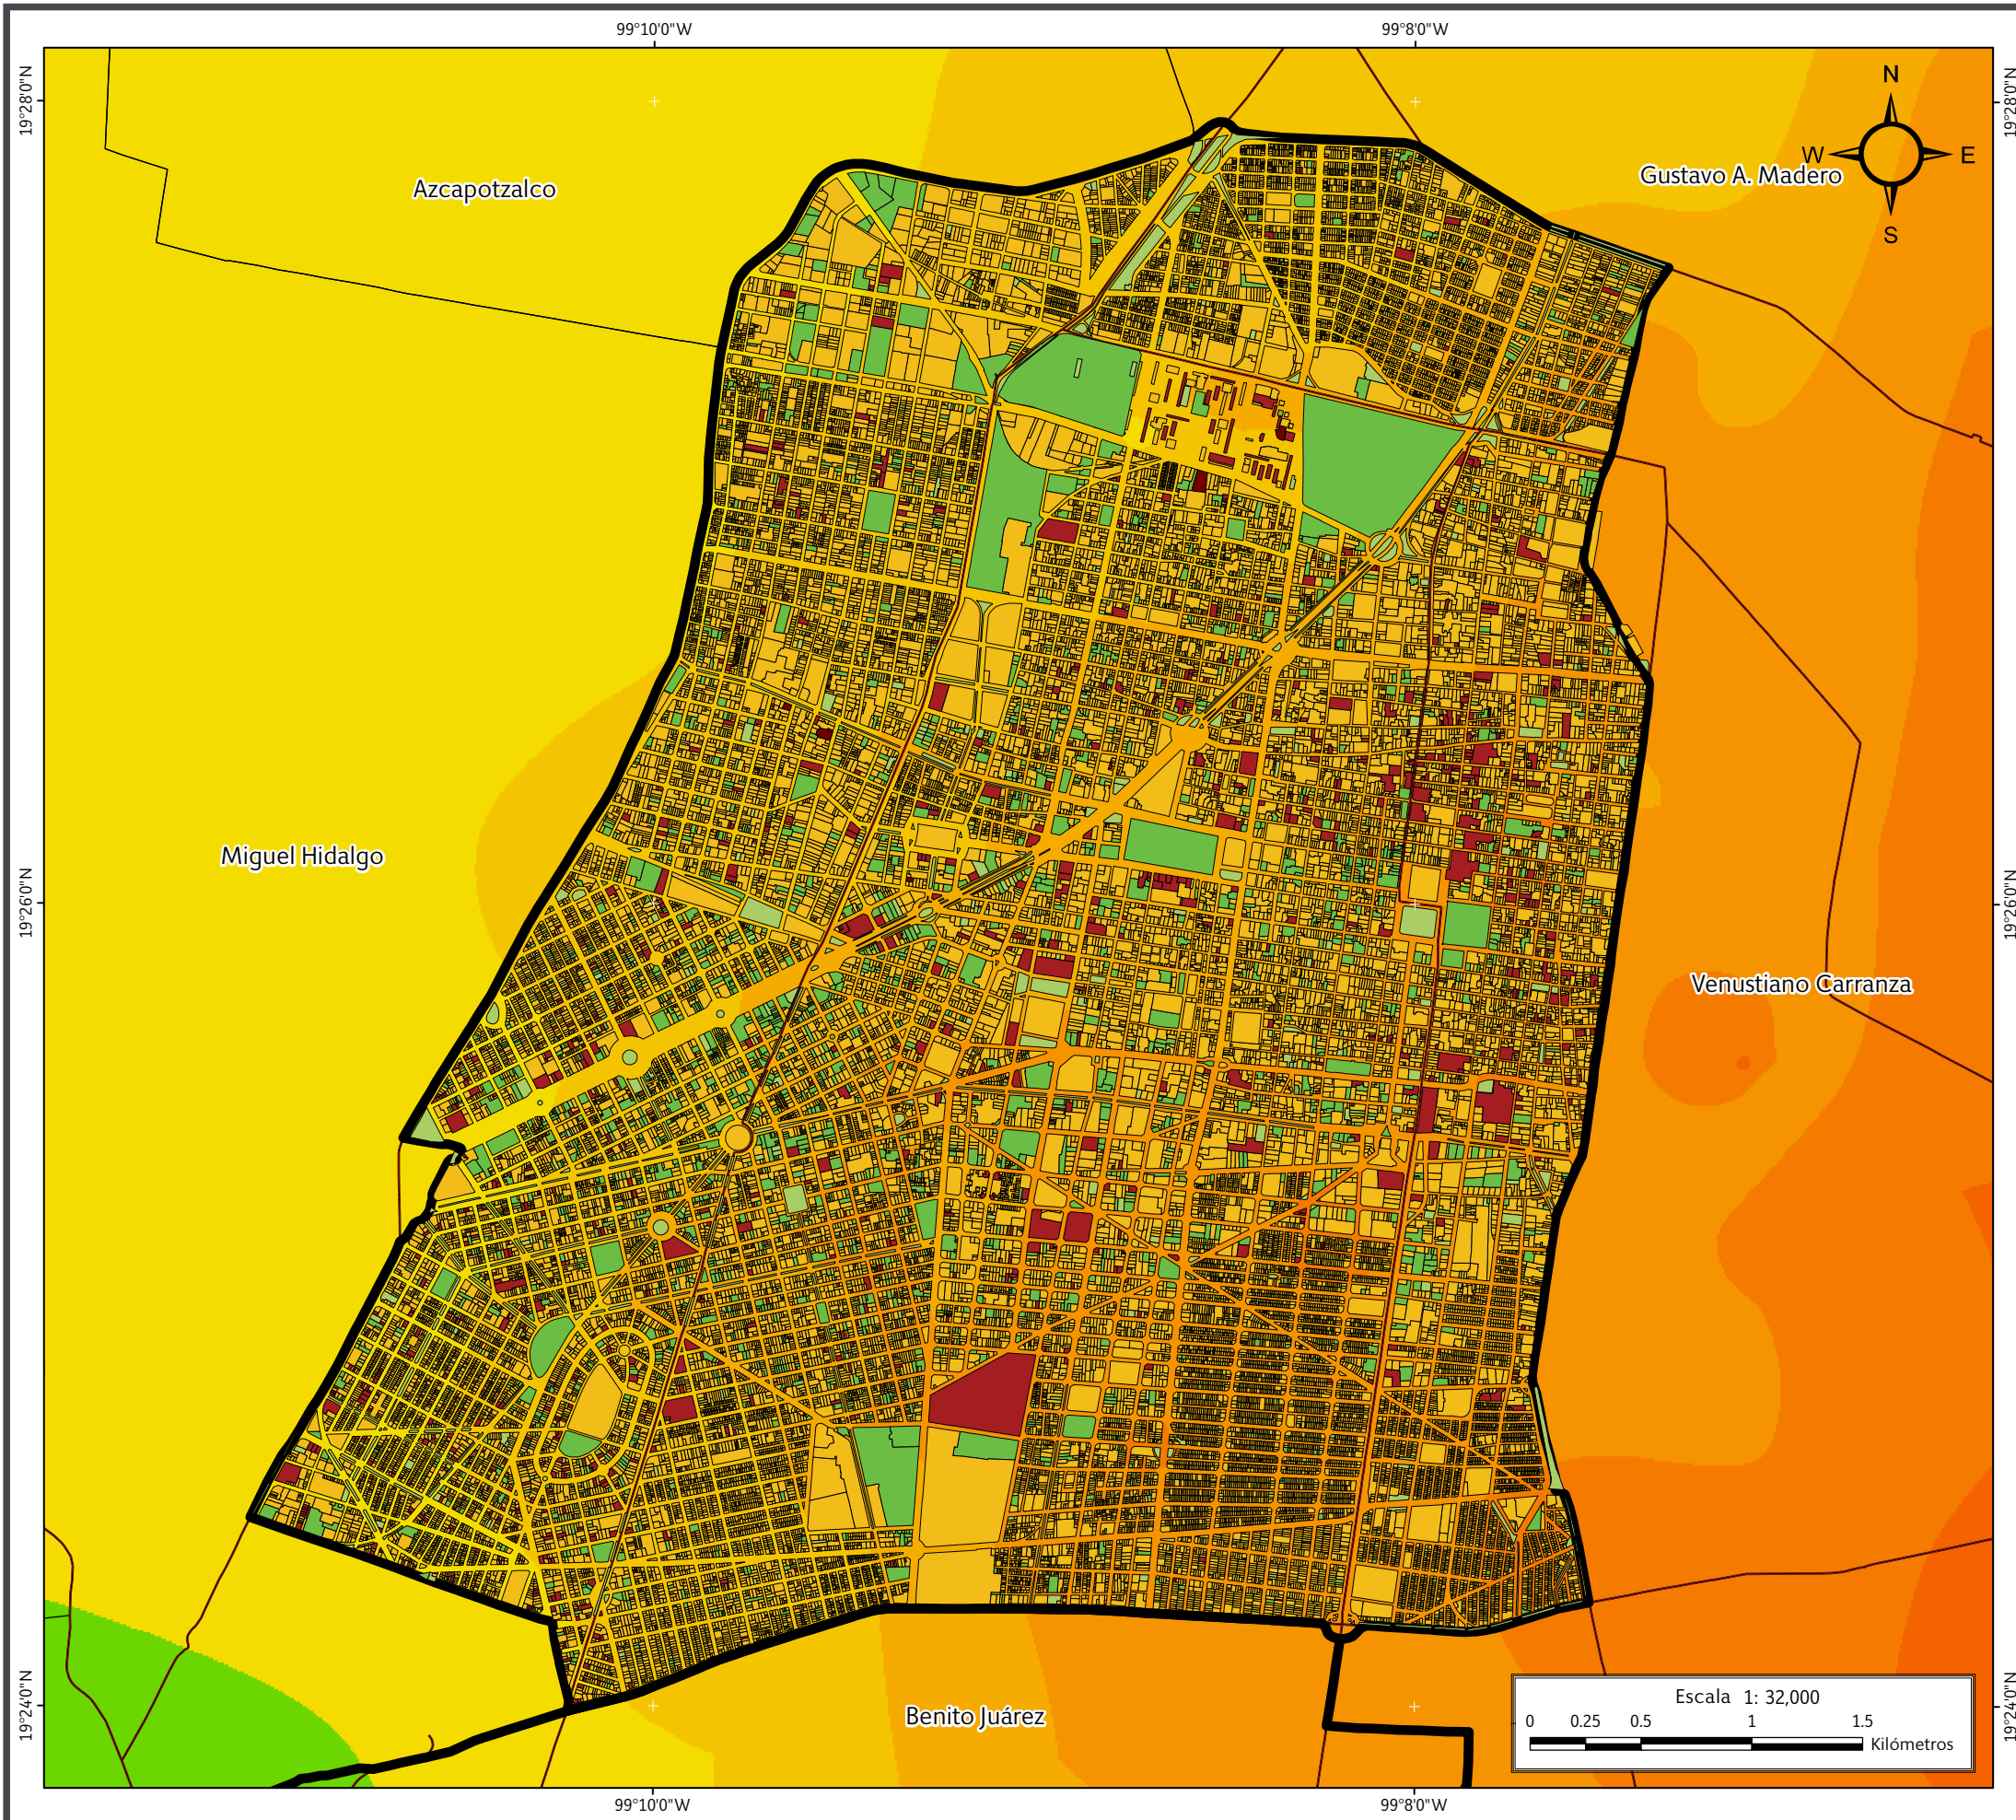 99°10'0"W 99°8'0"W
19°28'0"N 19°28'0"N
N
W E
S
Azcapotzalco
Gustavo A. Madero
Miguel Hidalgo
19°26'0"N 19°26'0"N
Venustiano Carranza
19°24'0"N 19°24'0"N
Benito Juárez
Escala 1: 32,000
0 0.25 0.5 1 1.5
Kilómetros
99°10'0"W 99°8'0"W